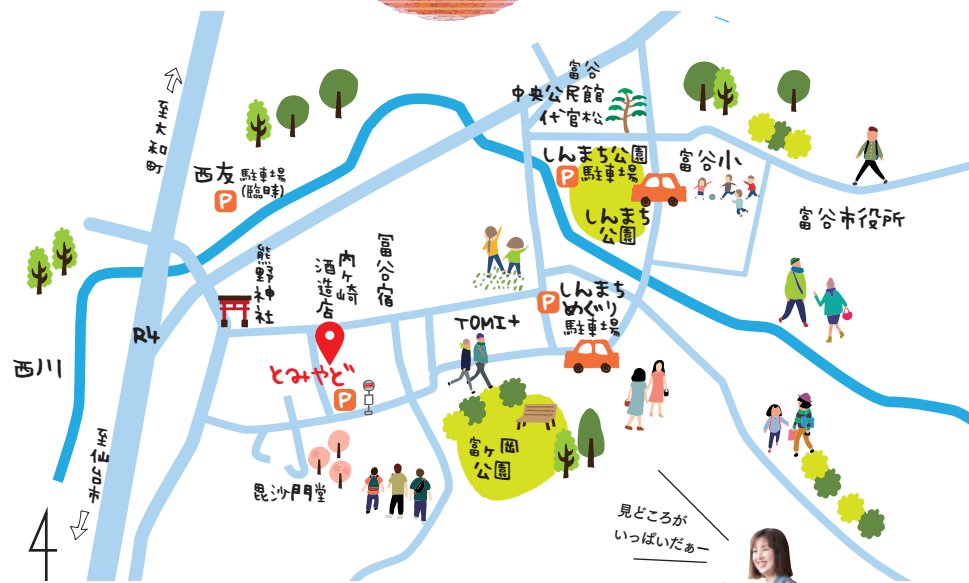 至大和町
西友 駐車場
(臨時)
P
富谷
中央公民館
代官松
しんまち公園
P 駐車場
しんまち
公園
富谷小
富谷市役所
熊野神社
内ヶ崎
酒造店
冨谷宿
しんまち
P めぐり
駐車場
TOMI+
R4
とみやど
P
西川
至仙台市
富ヶ岡
公園
毘沙門堂
見どころが
いっぱいだぁー
4